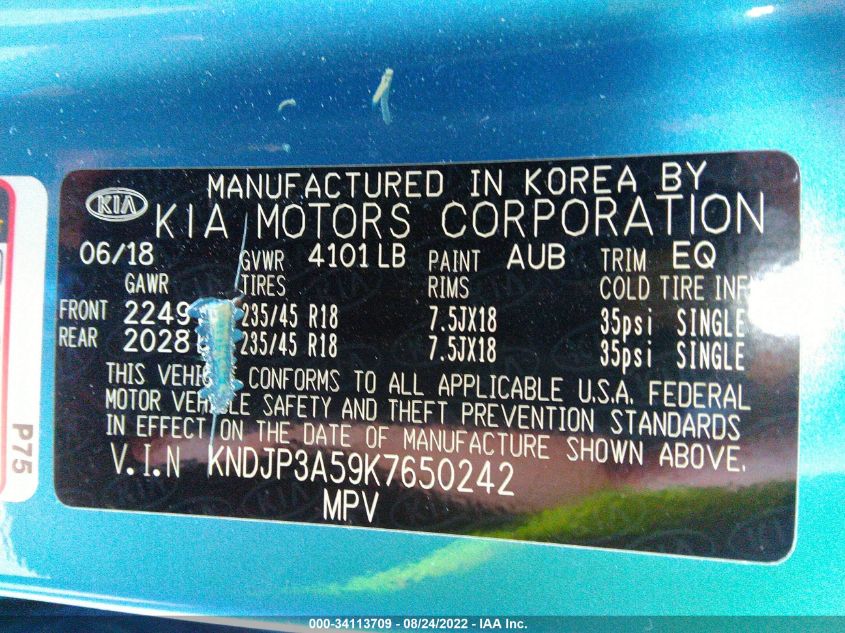 MANUFACTURED IN KOREA BY
KIA KIA MOTORS CORPORATION
06/18 GVWR 4101 LB PAINT AUB TRIM EQ
GAWR TIRES RIMS COLD TIRE
FRONT 2249 235/45 R18 7.5JX18 35psi SINGLE
REAR 2028 235/45 R18 7.5JX18 35psi SINGLE
THIS CONFORMS TO ALL APPLICABLE U.S.A. FEDERAL
MOTOR VEHICLE SAFETY AND THEFT PREVENTION STANDARDS
IN EFFECT ON THE DATE OF MANUFACTURE SHOWN ABOVE.
V.I.N KNDJP3A59K7650242
MPV
P75
000-34113709 - 08/24/2022 - IAA Inc.